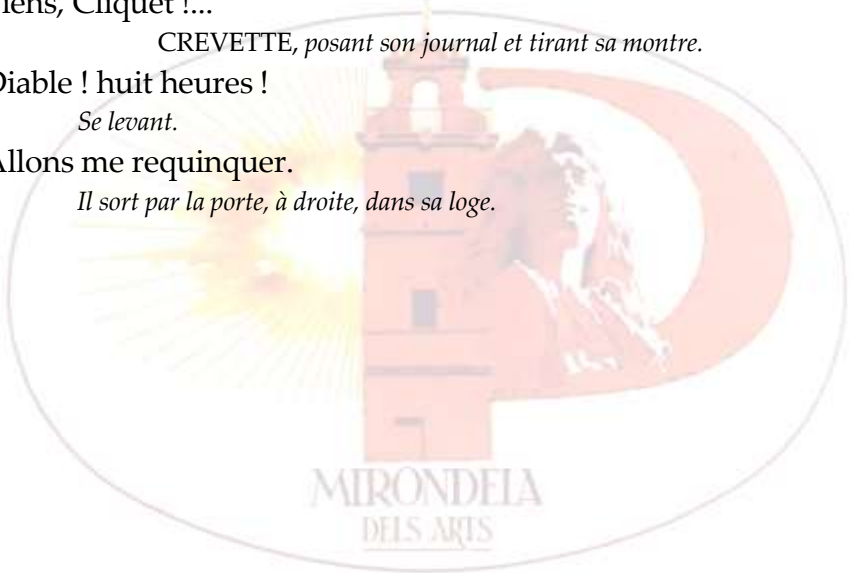 iens, Cliquet !...
CREVETTE, posant son journal et tirant sa montre.
Diable ! huit heures !
Se levant.
Allons me requinquer.
Il sort par la porte, à droite, dans sa loge.
MIRONDELA
DELS ARTS